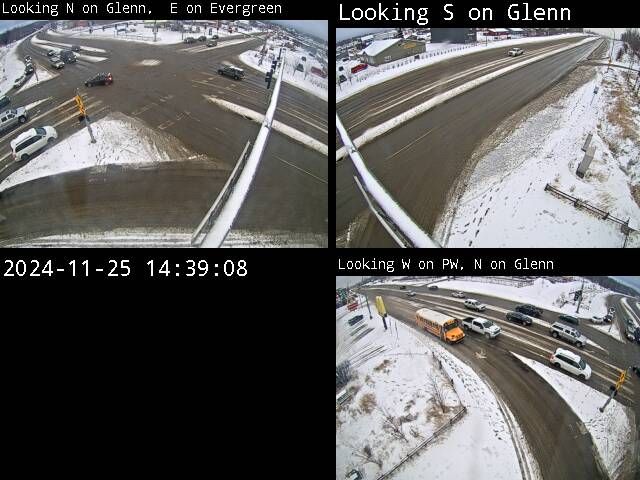 Looking N on Glenn,  E on Evergreen
Looking S on Glenn
2024-11-25 14:39:08
Looking W on PW, N on Glenn